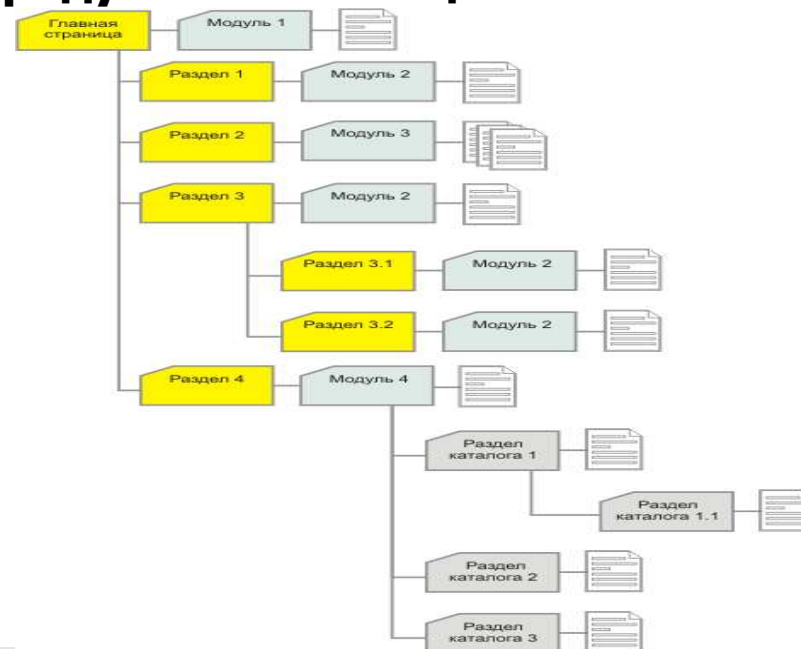 Главная
страница
Модуль 1
Раздел 1
Модуль 2
Раздел 2
Модуль 3
Раздел 3
Модуль 2
Раздел 3.1
Модуль 2
Раздел 3.2
Модуль 2
Раздел 4
Модуль 4
Раздел
каталога 1
Раздел
каталога 1.1
Раздел
каталога 2
Раздел
каталога 3